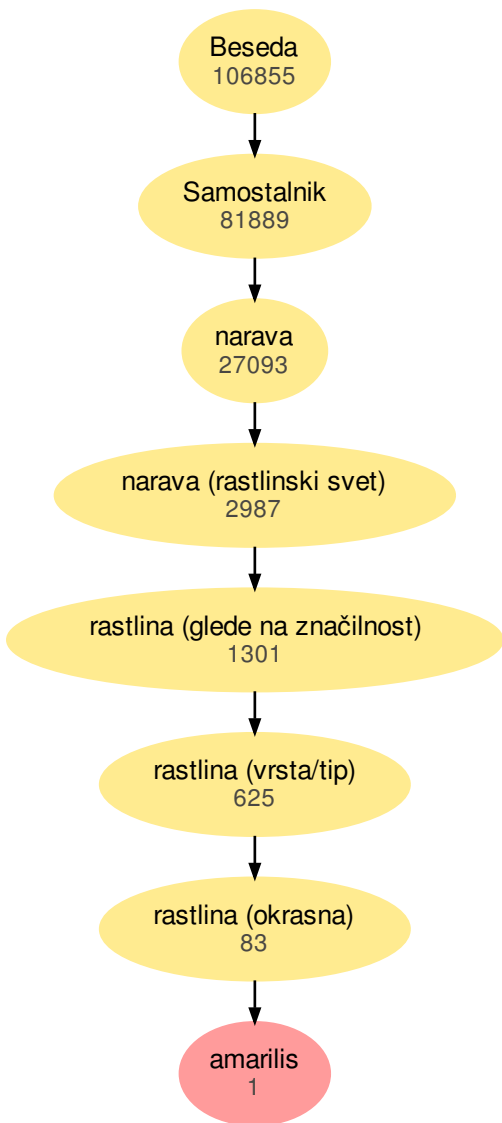 Beseda
106855
Samostalnik
81889
narava
27093
narava (rastlinski svet)
2987
rastlina (glede na značilnost)
1301
rastlina (vrsta/tip)
625
rastlina (okrasna)
83
amarilis
1